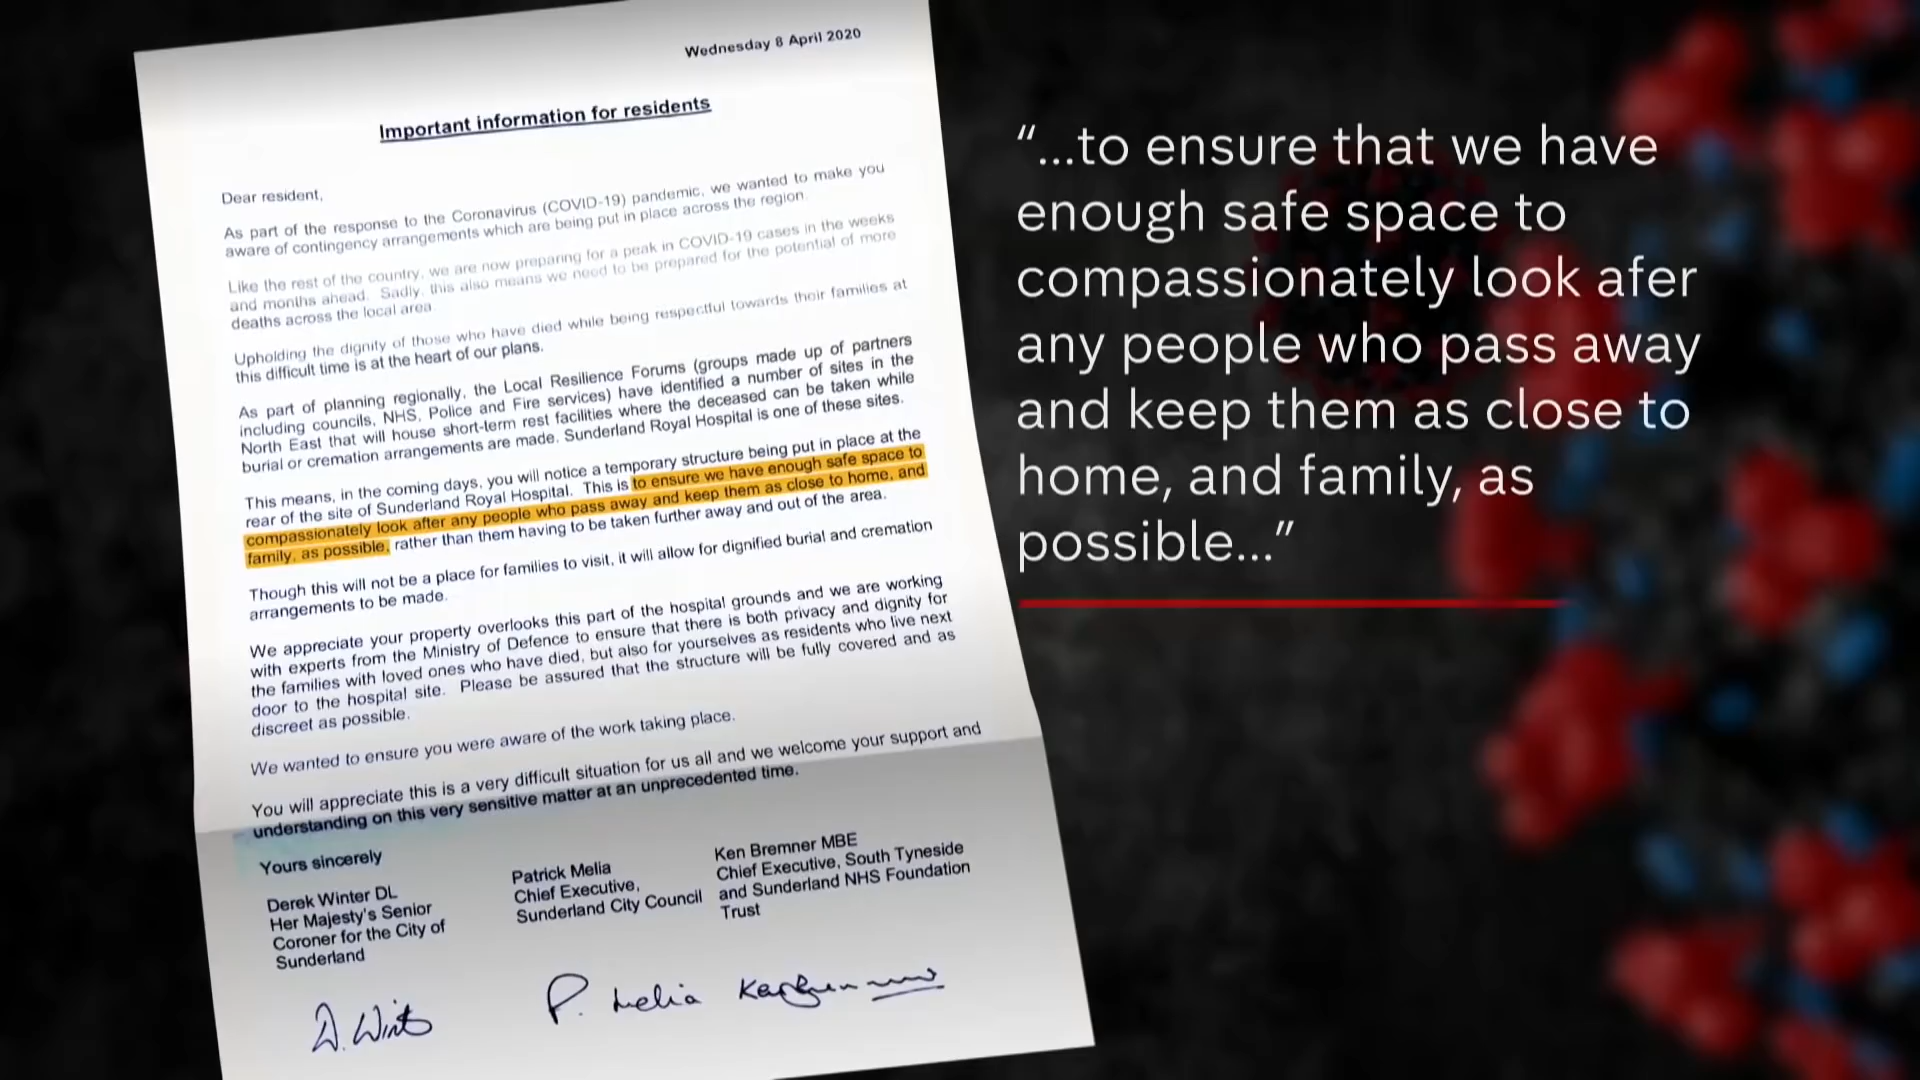 Wednesday 8 April 2020
Important information for residents
Dear resident,
As part of the response to the Coronavirus (COVID-19) pandemic, we wanted to make you
aware of contingency arrangements which are being put in place across the region.
Like the rest of the country, we are now preparing for a peak in COVID-19 cases in the weeks
and months ahead. Sadly, this also means we need to be prepared for the potential of more
deaths across the local area.
Upholding the dignity of those who have died while being respectful towards their families at
this difficult time is at the heart of our plans.
As part of planning regionally, the Local Resilience Forums (groups made up of partners
including councils, NHS, Police and Fire services) have identified a number of sites in the
North East that will house short-term rest facilities where the deceased can be taken while
burial or cremation arrangements are made. Sunderland Royal Hospital is one of these sites.
This means, in the coming days, you will notice a temporary structure being put in place at the
rear of the site of Sunderland Royal Hospital. This is to ensure we have enough safe space to
compassionately look after any people who pass away and keep them as close to home, and
family, as possible, rather than them having to be taken further away and out of the area.
Though this will not be a place for families to visit, it will allow for dignified burial and cremation
arrangements to be made.
We appreciate your property overlooks this part of the hospital grounds and we are working
with experts from the Ministry of Defence to ensure that there is both privacy and dignity for
the families with loved ones who have died, but also for yourselves as residents who live next
door to the hospital site. Please be assured that the structure will be fully covered and as
discreet as possible.
We wanted to ensure you were aware of the work taking place.
You will appreciate this is a very difficult situation for us all and we welcome your support and
understanding on this very sensitive matter at an unprecedented time.
Yours sincerely
Derek Winter DL
Her Majesty's Senior
Coroner for the City of
Sunderland
Patrick Melia
Chief Executive,
Sunderland City Council
Ken Bremner MBE
Chief Executive, South Tyneside
and Sunderland NHS Foundation
Trust
D. Winter
P. Melia
Ken Bremner
“...to ensure that we have
enough safe space to
compassionately look afer
any people who pass away
and keep them as close to
home, and family, as
possible...”